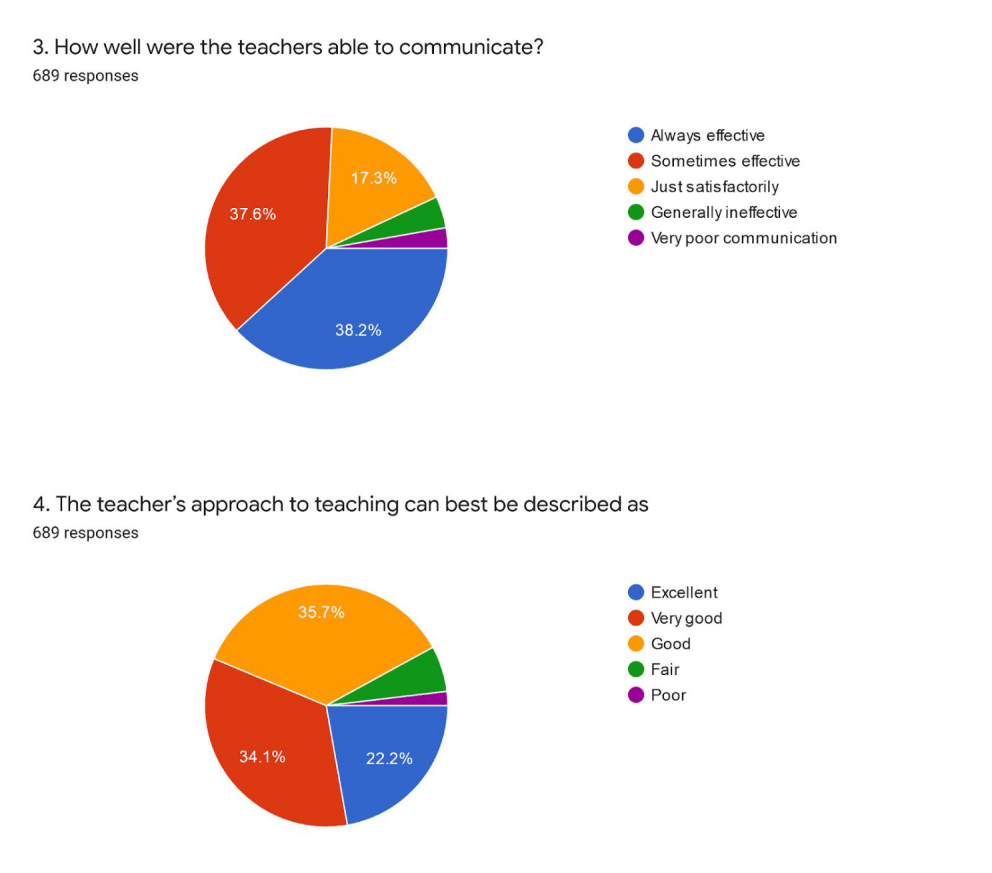 3. How well were the teachers able to communicate?
689 responses
17.3%
37.6%
38.2%
Always effective
Sometimes effective
Just satisfactorily
Generally ineffective
Very poor communication
4. The teacher’s approach to teaching can best be described as
689 responses
35.7%
34.1%
22.2%
Excellent
Very good
Good
Fair
Poor